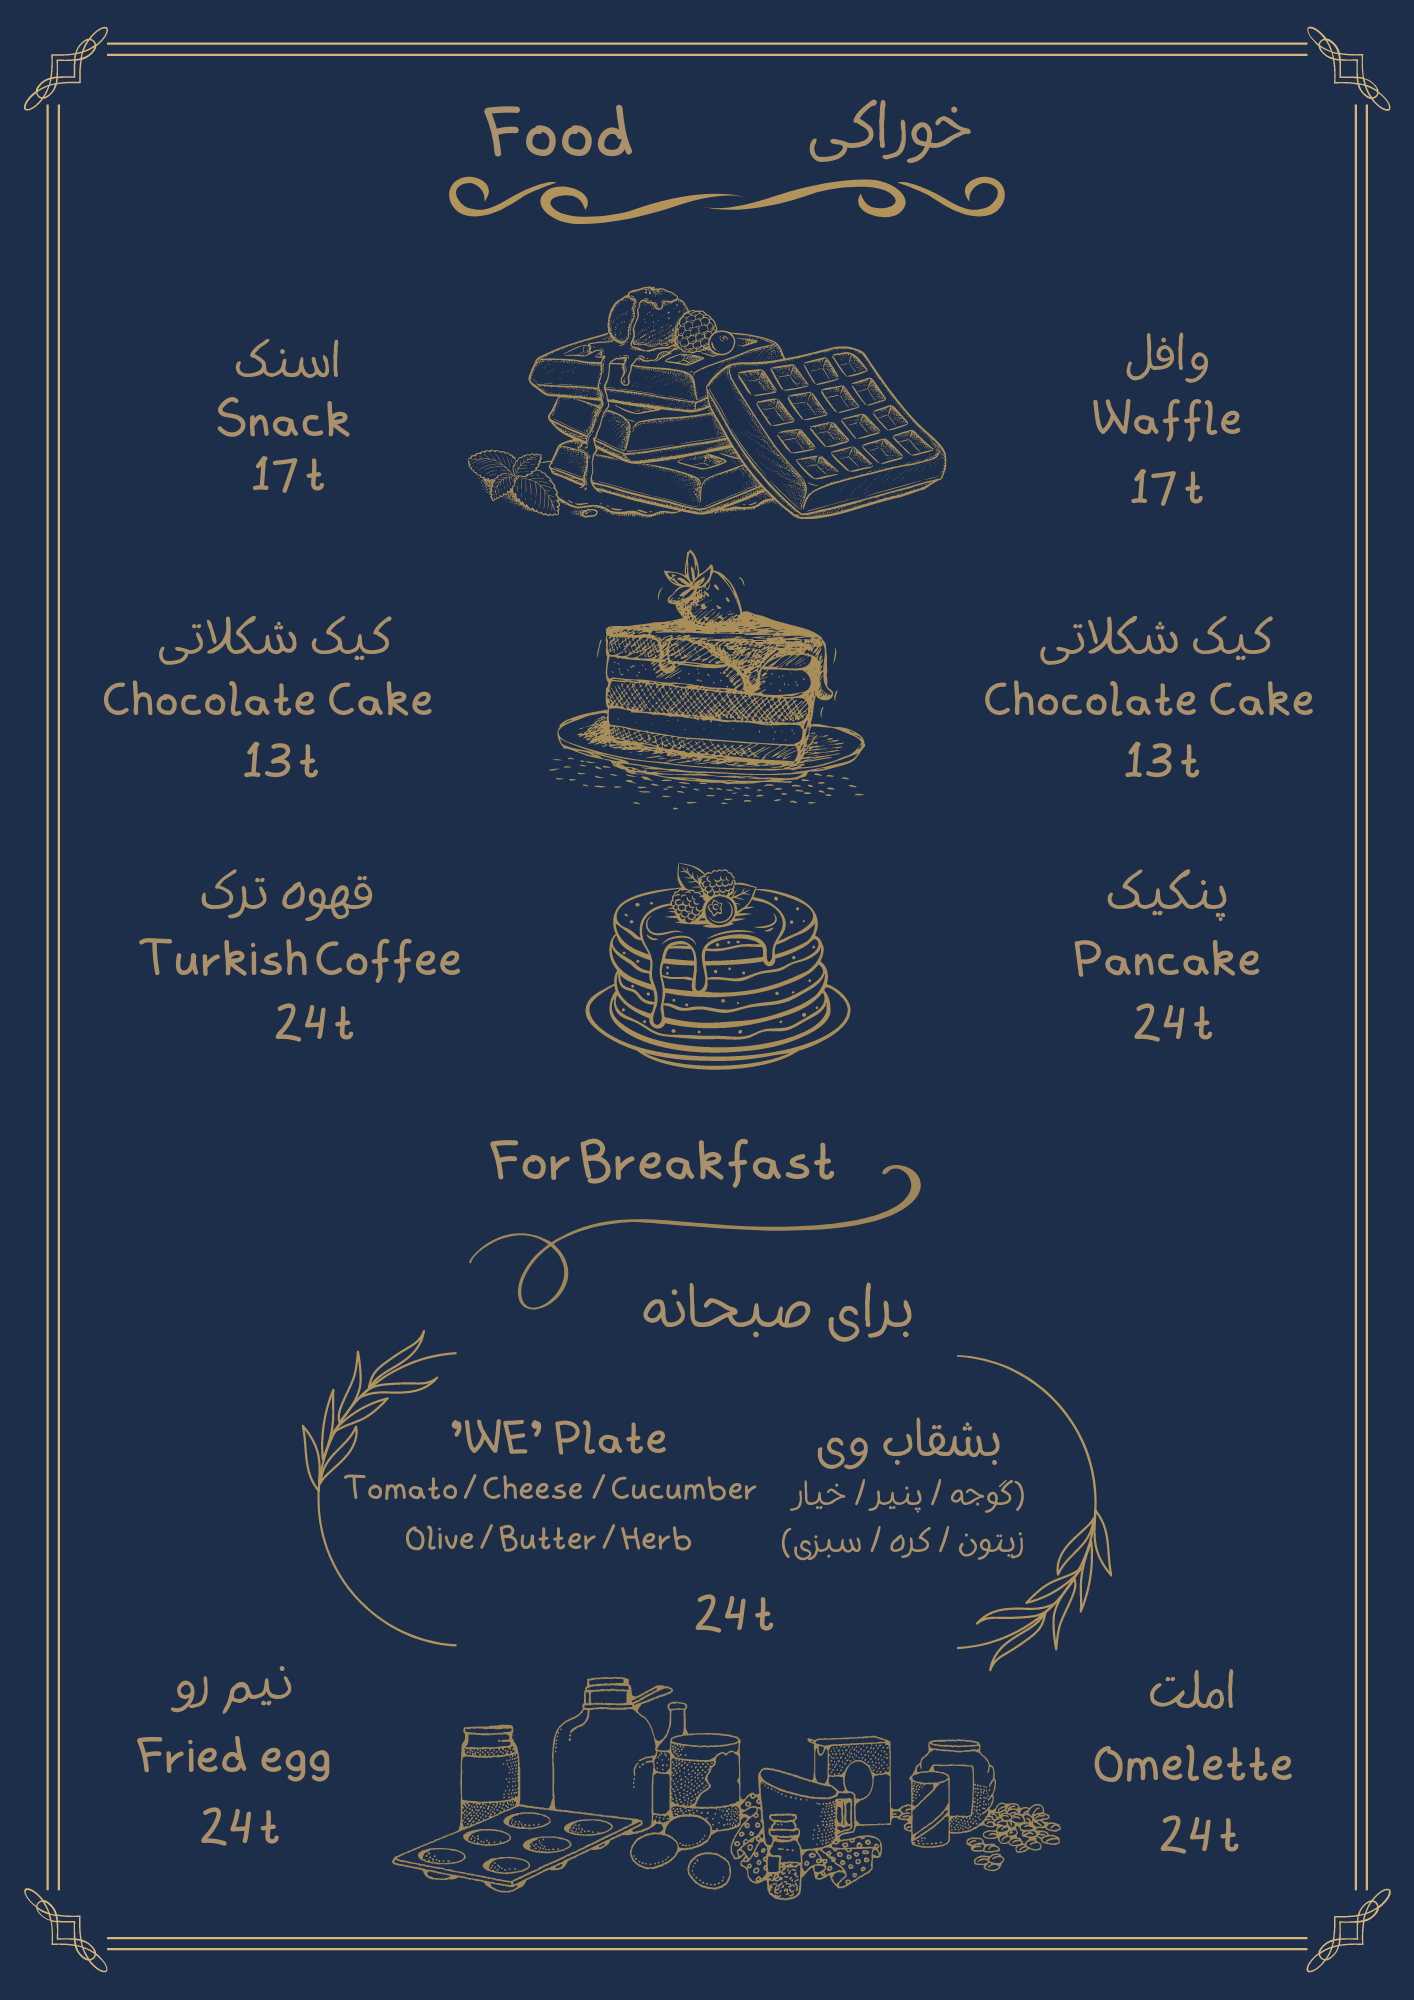 Food
خوراکی
اسنک
Snack
17t
وافل
Waffle
17t
کیک شکلاتی
Chocolate Cake
13t
کیک شکلاتی
Chocolate Cake
13t
قهوه ترک
Turkish Coffee
24t
پنکیک
Pancake
24t
For Breakfast
برای صبحانه
’WE’ Plate
Tomato / Cheese / Cucumber
Olive / Butter / Herb
بشقاب وی
(گوجه / پنیر / خیار
زیتون / کره / سبزی)
24t
نیم رو
Fried egg
24t
املت
Omelette
24t